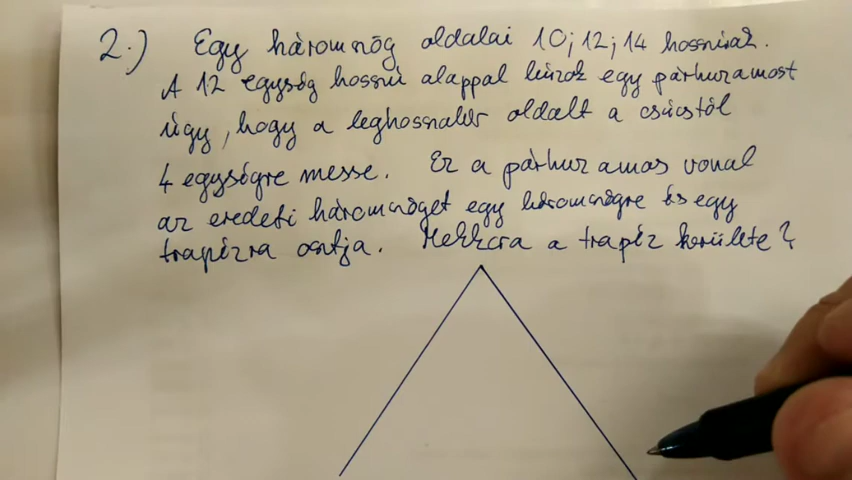 2.) Egy háromszög oldalai 10; 12; 14 hosszúak.
A 12 egység hosszú alappal húzok egy párhuzamost
úgy, hogy a leghosszabb oldalt a csúcstól
4 egységre messe. Ez a párhuzamos vonal
az eredeti háromszöget egy háromszögre és egy
trapézra osztja. Mekkora a trapéz kerülete?